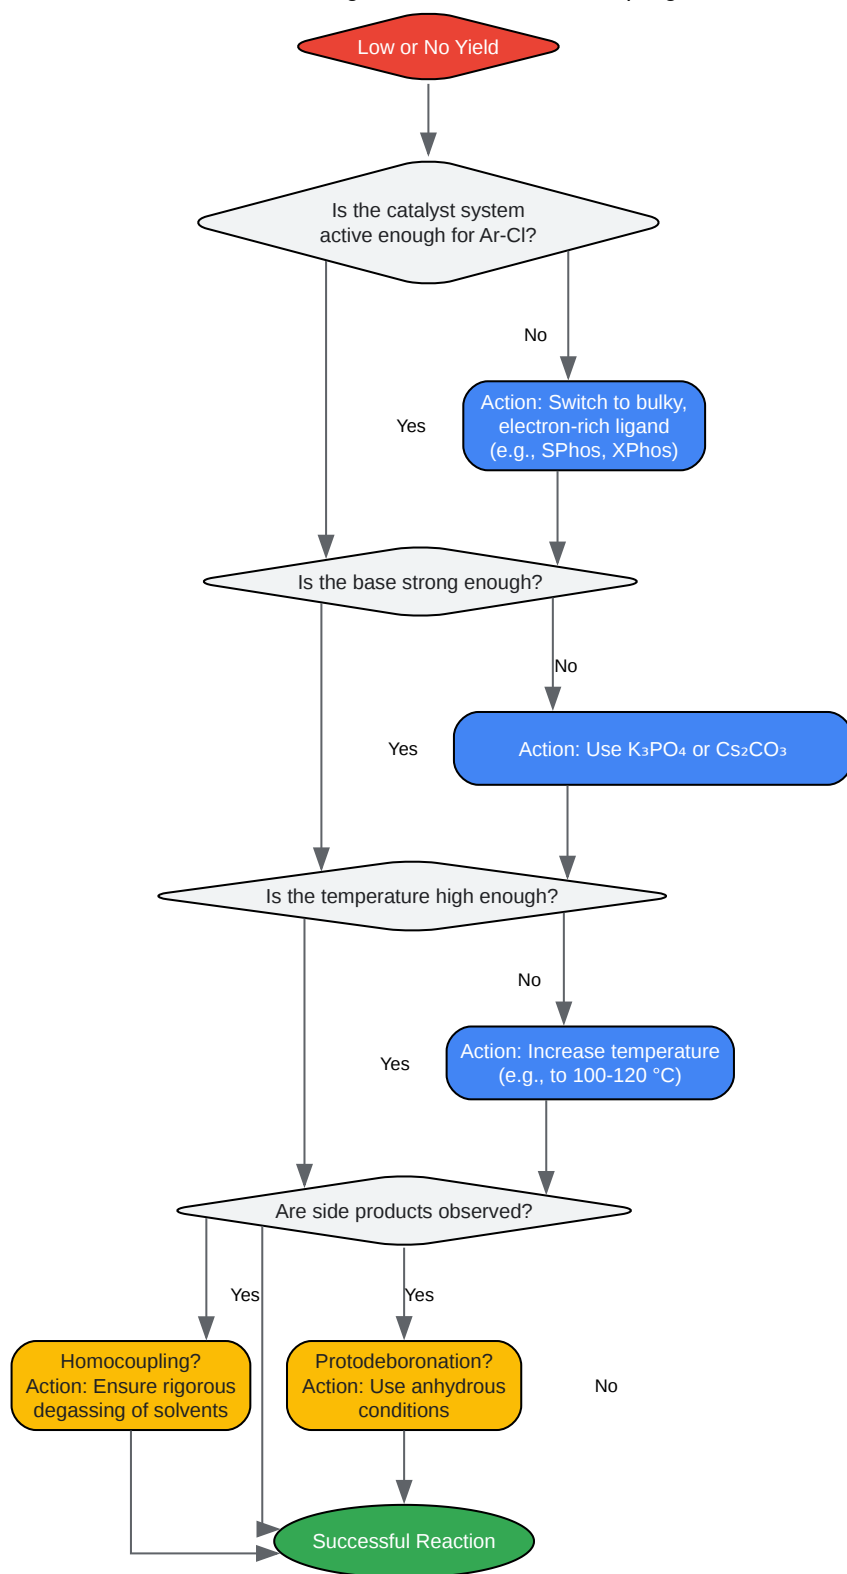 Low or No Yield
Is the catalyst system
active enough for Ar-Cl?
No
Action: Switch to bulky,
electron-rich ligand
(e.g., SPhos, XPhos)
Yes
Is the base strong enough?
No
Yes
Action: Use K₃PO₄ or Cs₂CO₃
Is the temperature high enough?
No
Action: Increase temperature
(e.g., to 100-120 °C)
Yes
Are side products observed?
Yes
Yes
Homocoupling?
Action: Ensure rigorous
degassing of solvents
Protodeboronation?
Action: Use anhydrous
conditions
No
Successful Reaction